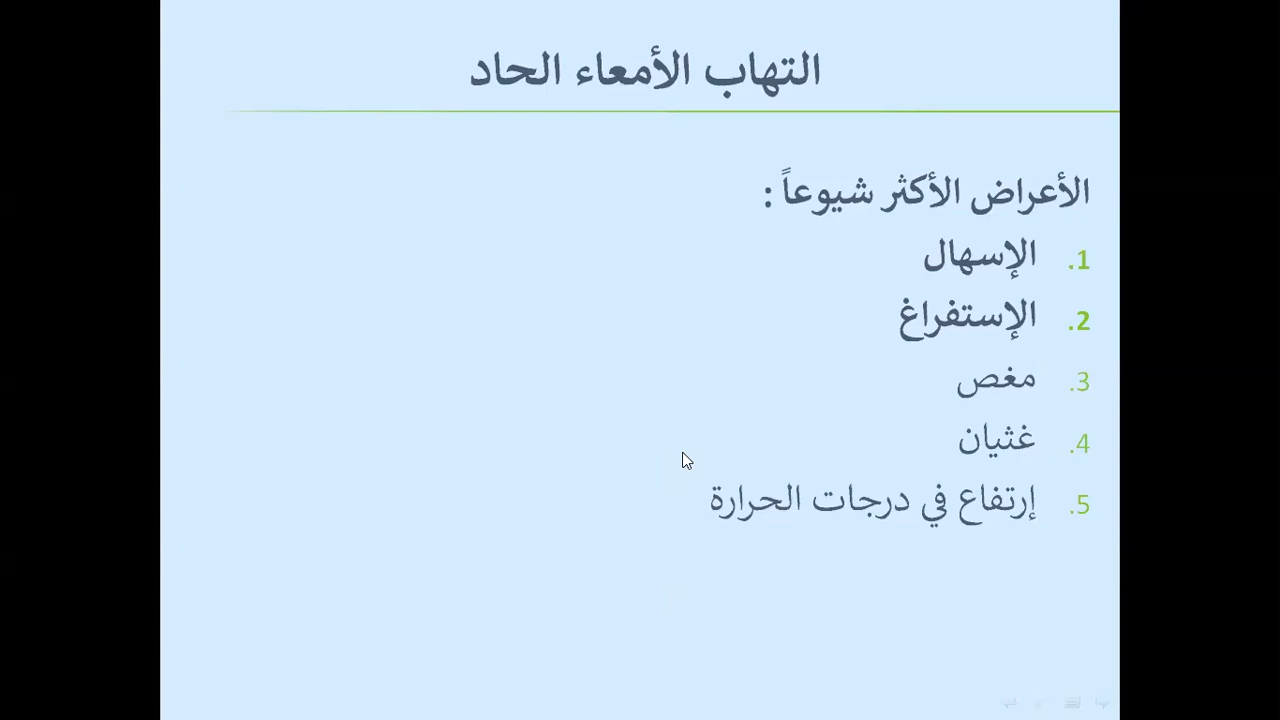 التهاب الأمعاء الحاد
الأعراض الأكثر شيوعاً :
1. الإسهال
2. الإستفراغ
3. مغص
4. غثيان
5. إرتفاع في درجات الحرارة